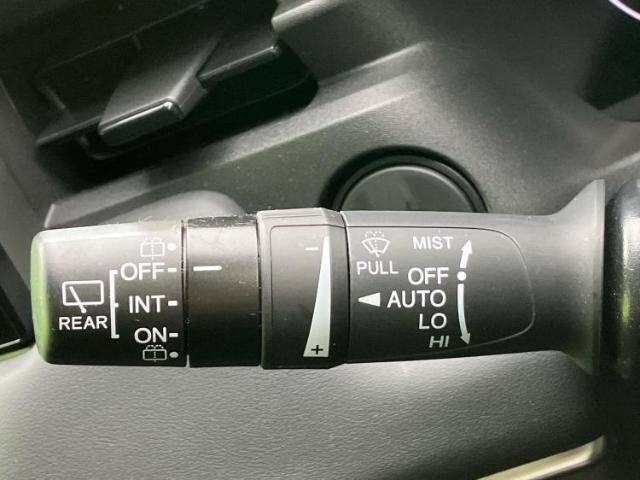 OFF
INT
ON
REAR
-
+
PULL
MIST
OFF
AUTO
LO
HI